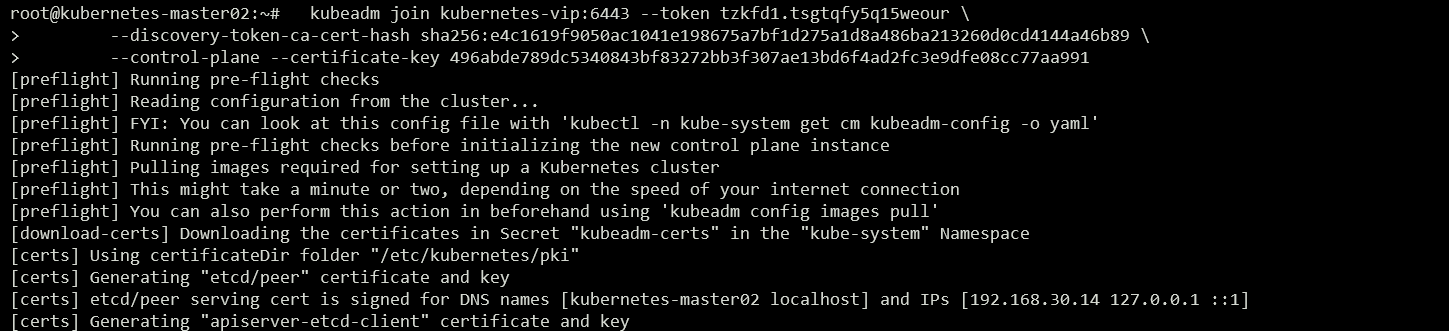 root@kubernetes-master02:~#   kubeadm join kubernetes-vip:6443 --token tzkfd1.tsgtqfy5q15weour \
>         --discovery-token-ca-cert-hash sha256:e4c1619f9050ac1041e198675a7bf1d275a1d8a486ba213260d0cd4144a46b89 \
>         --control-plane --certificate-key 496abde789dc5340843bf83272bb3f307ae13bd6f4ad2fc3e9dfe08cc77aa991
[preflight] Running pre-flight checks
[preflight] Reading configuration from the cluster...
[preflight] FYI: You can look at this config file with 'kubectl -n kube-system get cm kubeadm-config -o yaml'
[preflight] Running pre-flight checks before initializing the new control plane instance
[preflight] Pulling images required for setting up a Kubernetes cluster
[preflight] This might take a minute or two, depending on the speed of your internet connection
[preflight] You can also perform this action in beforehand using 'kubeadm config images pull'
[download-certs] Downloading the certificates in Secret "kubeadm-certs" in the "kube-system" Namespace
[certs] Using certificateDir folder "/etc/kubernetes/pki"
[certs] Generating "etcd/peer" certificate and key
[certs] etcd/peer serving cert is signed for DNS names [kubernetes-master02 localhost] and IPs [192.168.30.14 127.0.0.1 ::1]
[certs] Generating "apiserver-etcd-client" certificate and key